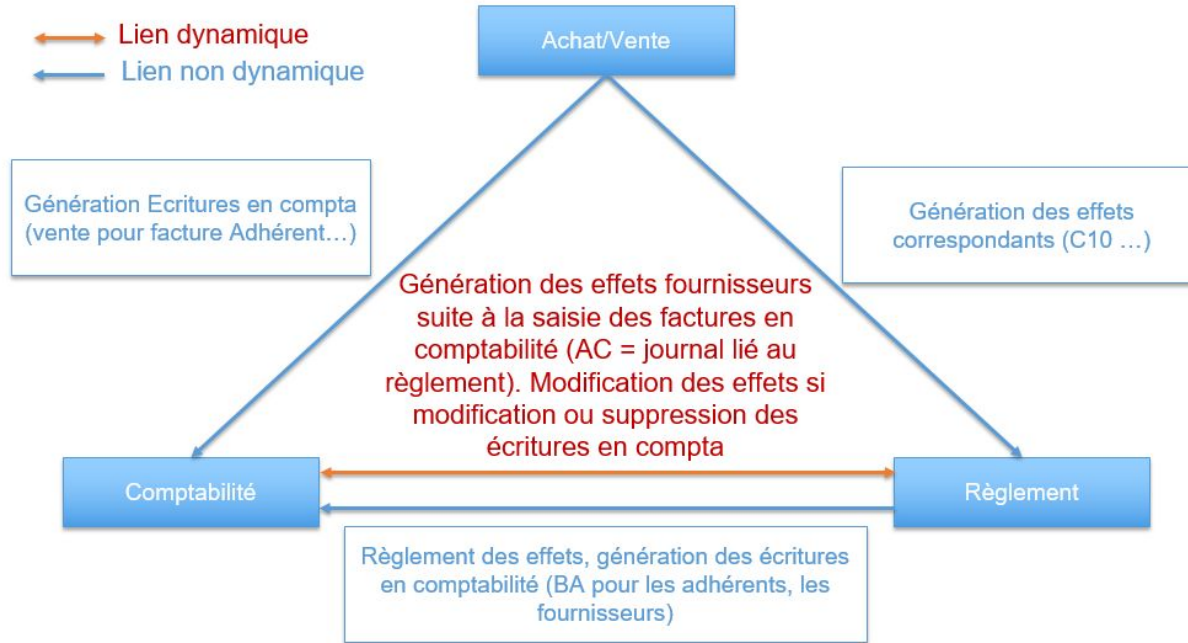 Lien dynamique
Lien non dynamique
Achat/Vente
Génération Ecritures en compta
(vente pour facture Adhérent…)
Génération des effets
correspondants (C10 …)
Génération des effets fournisseurs
suite à la saisie des factures en
comptabilité (AC = journal lié au
règlement). Modification des effets si
modification ou suppression des
écritures en compta
Comptabilité
Règlement
Règlement des effets, génération des écritures
en comptabilité (BA pour les adhérents, les
fournisseurs)